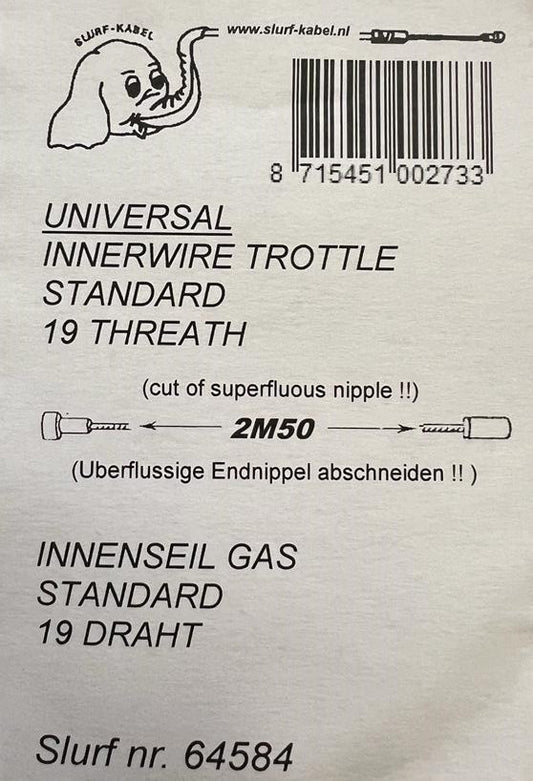 SLURF-KABEL
www.slurf-kabel.nl
8 715451 002733
UNIVERSAL
INNERWIRE TROTTLE
STANDARD
19 THREATH
(cut of superfluous nipple !!)
2M50
(Uberflussige Endnippel abschneiden !! )
INNENSEIL GAS
STANDARD
19 DRAHT
Slurf nr. 64584